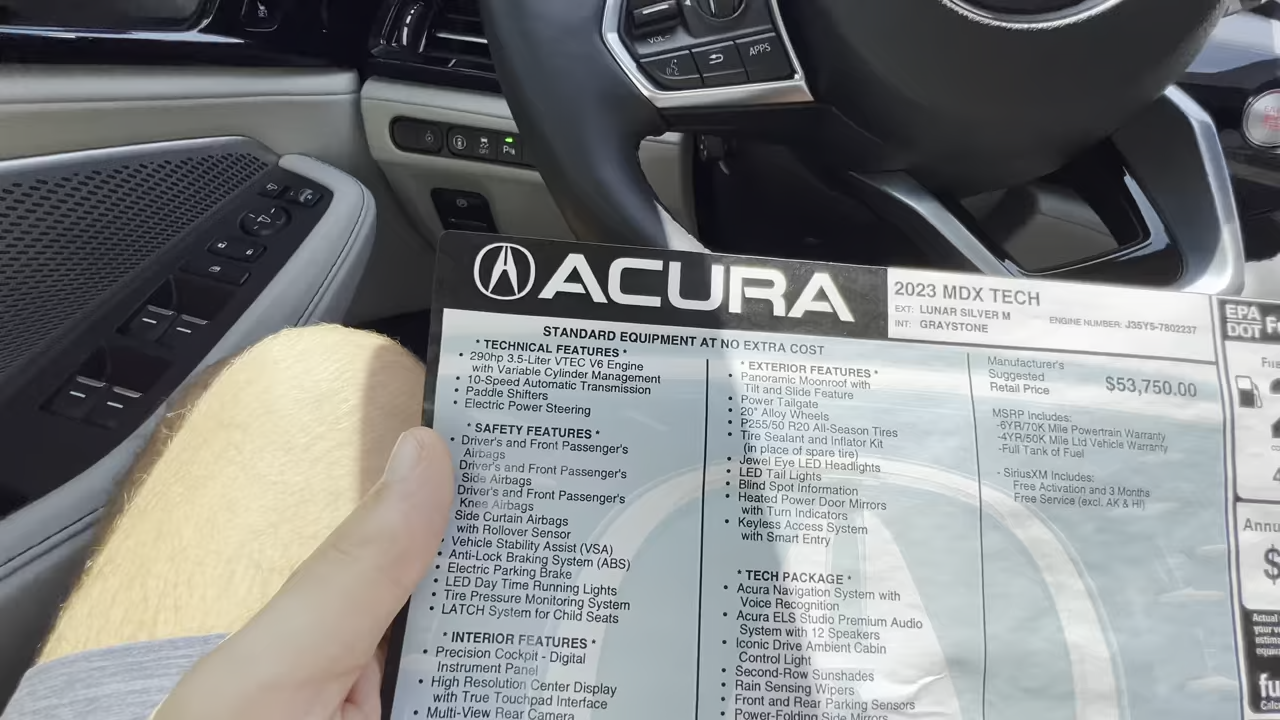 VOL-
APPS
OFF
ACURA
2023 MDX TECH
EXT: LUNAR SILVER M
INT: GRAYSTONE
ENGINE NUMBER: J35Y5-7802237
EPA
DOT
STANDARD EQUIPMENT AT NO EXTRA COST
* TECHNICAL FEATURES *
• 290hp 3.5-Liter VTEC V6 Engine
with Variable Cylinder Management
• 10-Speed Automatic Transmission
• Paddle Shifters
• Electric Power Steering
* SAFETY FEATURES *
• Driver's and Front Passenger's
Airbags
• Driver's and Front Passenger's
Side Airbags
• Driver's and Front Passenger's
Knee Airbags
• Side Curtain Airbags
with Rollover Sensor
• Vehicle Stability Assist (VSA)
• Anti-Lock Braking System (ABS)
• Electric Parking Brake
• LED Day Time Running Lights
• Tire Pressure Monitoring System
• LATCH System for Child Seats
* INTERIOR FEATURES *
• Precision Cockpit - Digital
Instrument Panel
• High Resolution Center Display
with True Touchpad Interface
• Multi-View Rear Camera
* EXTERIOR FEATURES *
• Panoramic Moonroof with
Tilt and Slide Feature
• Power Tailgate
• 20" Alloy Wheels
• P255/50 R20 All-Season Tires
• Tire Sealant and Inflator Kit
(in place of spare tire)
• Jewel Eye LED Headlights
• LED Tail Lights
• Blind Spot Information
• Heated Power Door Mirrors
with Turn Indicators
• Keyless Access System
with Smart Entry
* TECH PACKAGE *
• Acura Navigation System with
Voice Recognition
• Acura ELS Studio Premium Audio
System with 12 Speakers
• Iconic Drive Ambient Cabin
Control Light
• Second-Row Sunshades
• Rain Sensing Wipers
• Front and Rear Parking Sensors
• Power-Folding Side Mirrors
Manufacturer's
Suggested
Retail Price $53,750.00
MSRP Includes:
-6YR/70K Mile Powertrain Warranty
-4YR/50K Mile Ltd Vehicle Warranty
-Full Tank of Fuel
- SiriusXM Includes:
Free Activation and 3 Months
Free Service (excl. AK & HI)
$
Actual
your v
estima